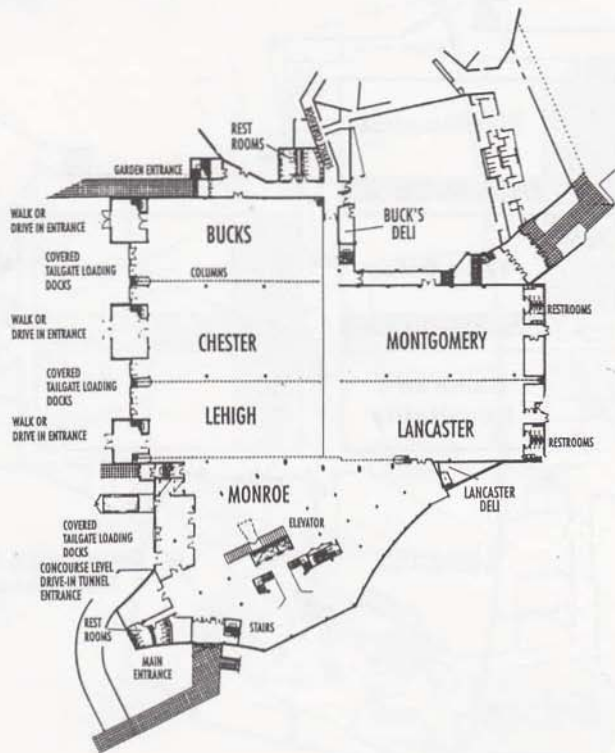 REST
ROOMS
EVENT CORRIDOR
GARDEN ENTRANCE
WALK OR
DRIVE IN ENTRANCE
BUCKS
BUCK'S
DELI
COVERED
TAILGATE LOADING
DOCKS
COLUMNS
WALK OR
DRIVE IN ENTRANCE
CHESTER
MONTGOMERY
RESTROOMS
COVERED
TAILGATE LOADING
DOCKS
LEHIGH
LANCASTER
WALK OR
DRIVE IN ENTRANCE
RESTROOMS
MONROE
LANCASTER
DELI
ELEVATOR
COVERED
TAILGATE LOADING
DOCKS
CONCOURSE LEVEL
DRIVE-IN TUNNEL
ENTRANCE
REST
ROOMS
STAIRS
MAIN
ENTRANCE